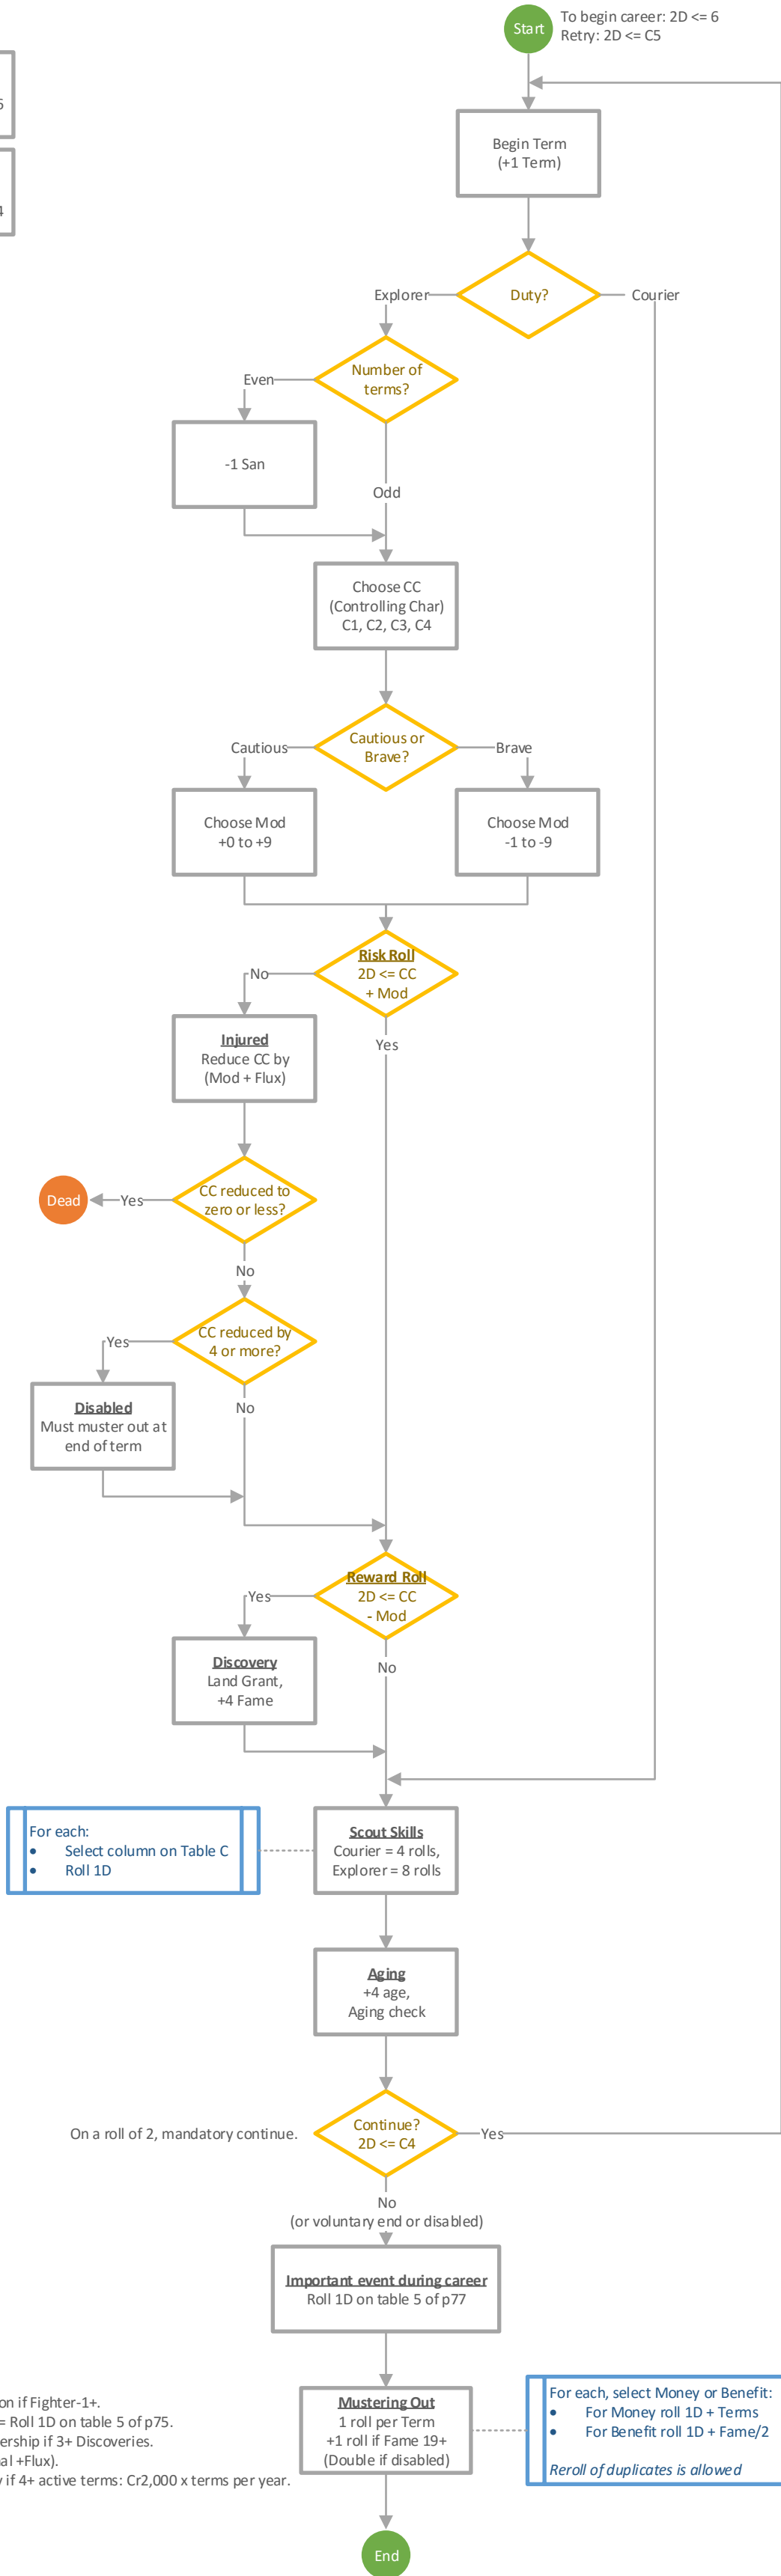 Start
To begin career: 2D <= 6
Retry: 2D <= C5
Begin Term
(+1 Term)
Duty?
Explorer
Courier
Number of
terms?
Even
-1 San
Odd
Choose CC
(Controlling Char)
C1, C2, C3, C4
Cautious or
Brave?
Cautious
Brave
Choose Mod
+0 to +9
Choose Mod
-1 to -9
Risk Roll
2D <= CC
+ Mod
No
Yes
Injured
Reduce CC by
(Mod + Flux)
CC reduced to
zero or less?
Yes
Dead
No
CC reduced by
4 or more?
Yes
No
Disabled
Must muster out at
end of term
Reward Roll
2D <= CC
- Mod
Yes
No
Discovery
Land Grant,
+4 Fame
For each:
• Select column on Table C
• Roll 1D
Scout Skills
Courier = 4 rolls,
Explorer = 8 rolls
Aging
+4 age,
Aging check
On a roll of 2, mandatory continue.
Continue?
2D <= C4
Yes
No
(or voluntary end or disabled)
Important event during career
Roll 1D on table 5 of p77
on if Fighter-1+.
= Roll 1D on table 5 of p75.
ership if 3+ Discoveries.
al +Flux).
y if 4+ active terms: Cr2,000 x terms per year.
Mustering Out
1 roll per Term
+1 roll if Fame 19+
(Double if disabled)
For each, select Money or Benefit:
• For Money roll 1D + Terms
• For Benefit roll 1D + Fame/2
Reroll of duplicates is allowed
End